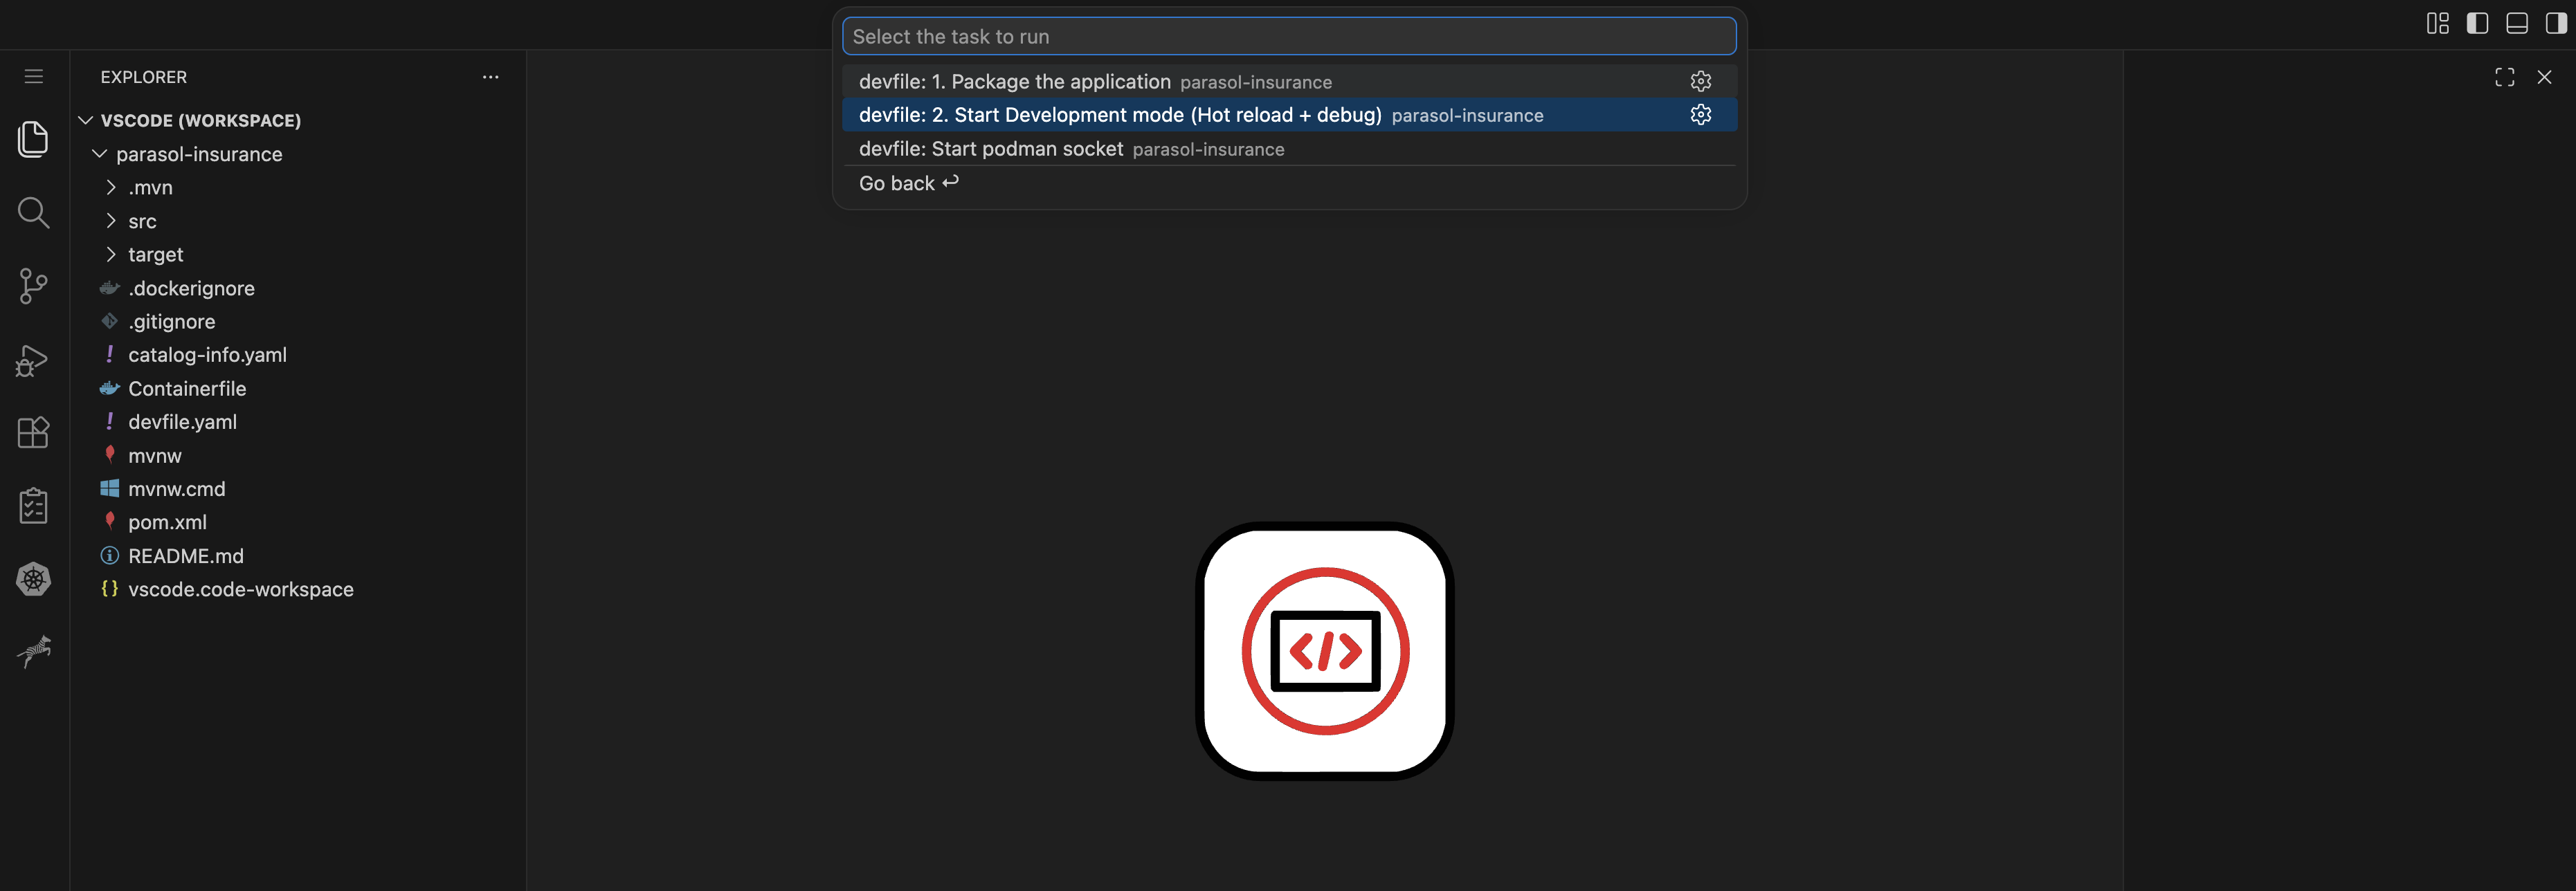 Select the task to run
devfile: 1. Package the application parasol-insurance
devfile: 2. Start Development mode (Hot reload + debug) parasol-insurance
devfile: Start podman socket parasol-insurance
Go back ↩
EXPLORER
VSCODE (WORKSPACE)
parasol-insurance
.mvn
src
target
.dockerignore
.gitignore
catalog-info.yaml
Containerfile
devfile.yaml
mvnw
mvnw.cmd
pom.xml
README.md
vscode.code-workspace